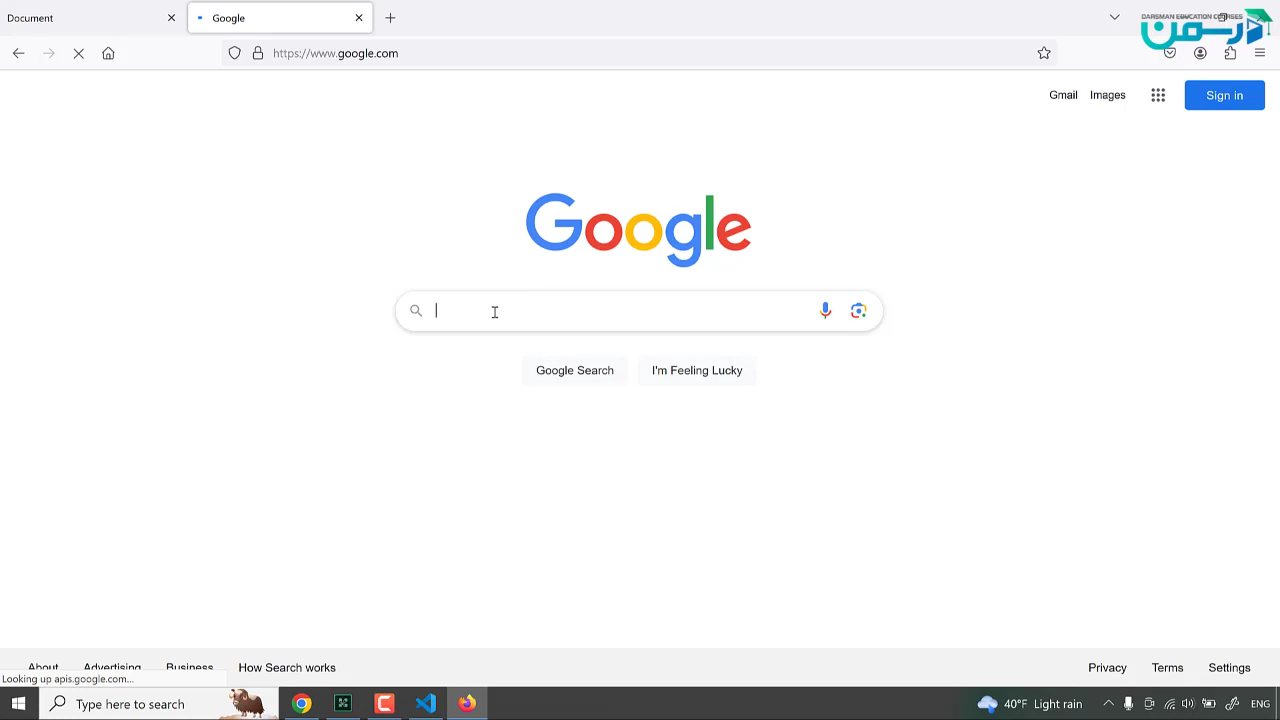 Document
Google
DARSMAN EDUCATION COURSES
درسمن
https://www.google.com
Gmail
Images
Sign in
Google
Google Search
I'm Feeling Lucky
About
Advertising
Business
How Search works
Privacy
Terms
Settings
Looking up apis.google.com...
Type here to search
40°F Light rain
ENG